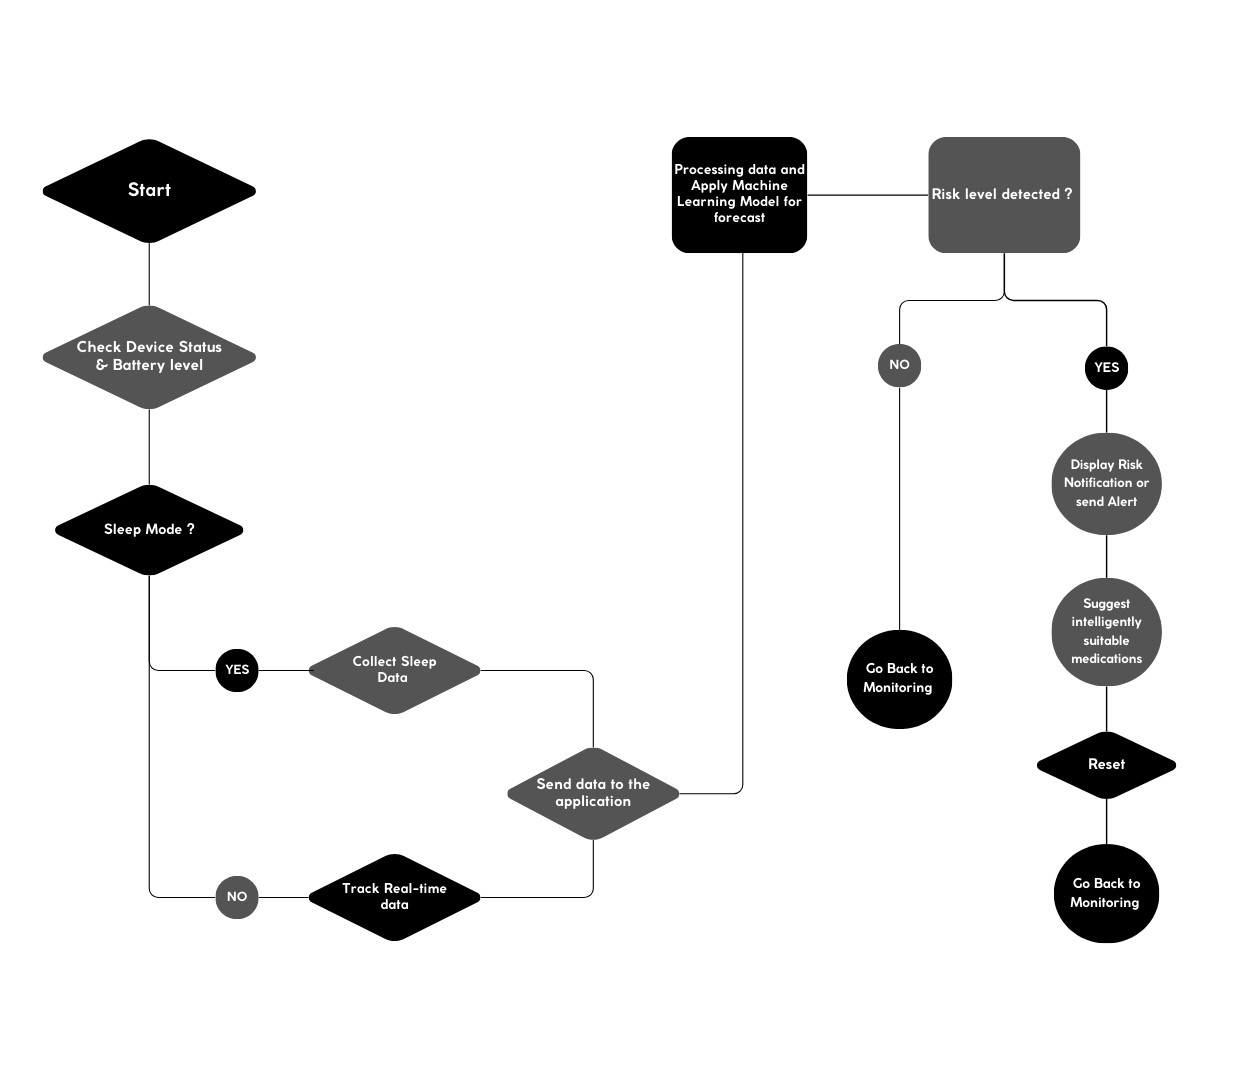 Start
Check Device Status
& Battery level
Sleep Mode ?
YES
Collect Sleep
Data
NO
Track Real-time
data
Send data to the
application
Processing data and
Apply Machine
Learning Model for
forecast
Risk level detected ?
NO
Go Back to
Monitoring
YES
Display Risk
Notification or
send Alert
Suggest
intelligently
suitable
medications
Reset
Go Back to
Monitoring